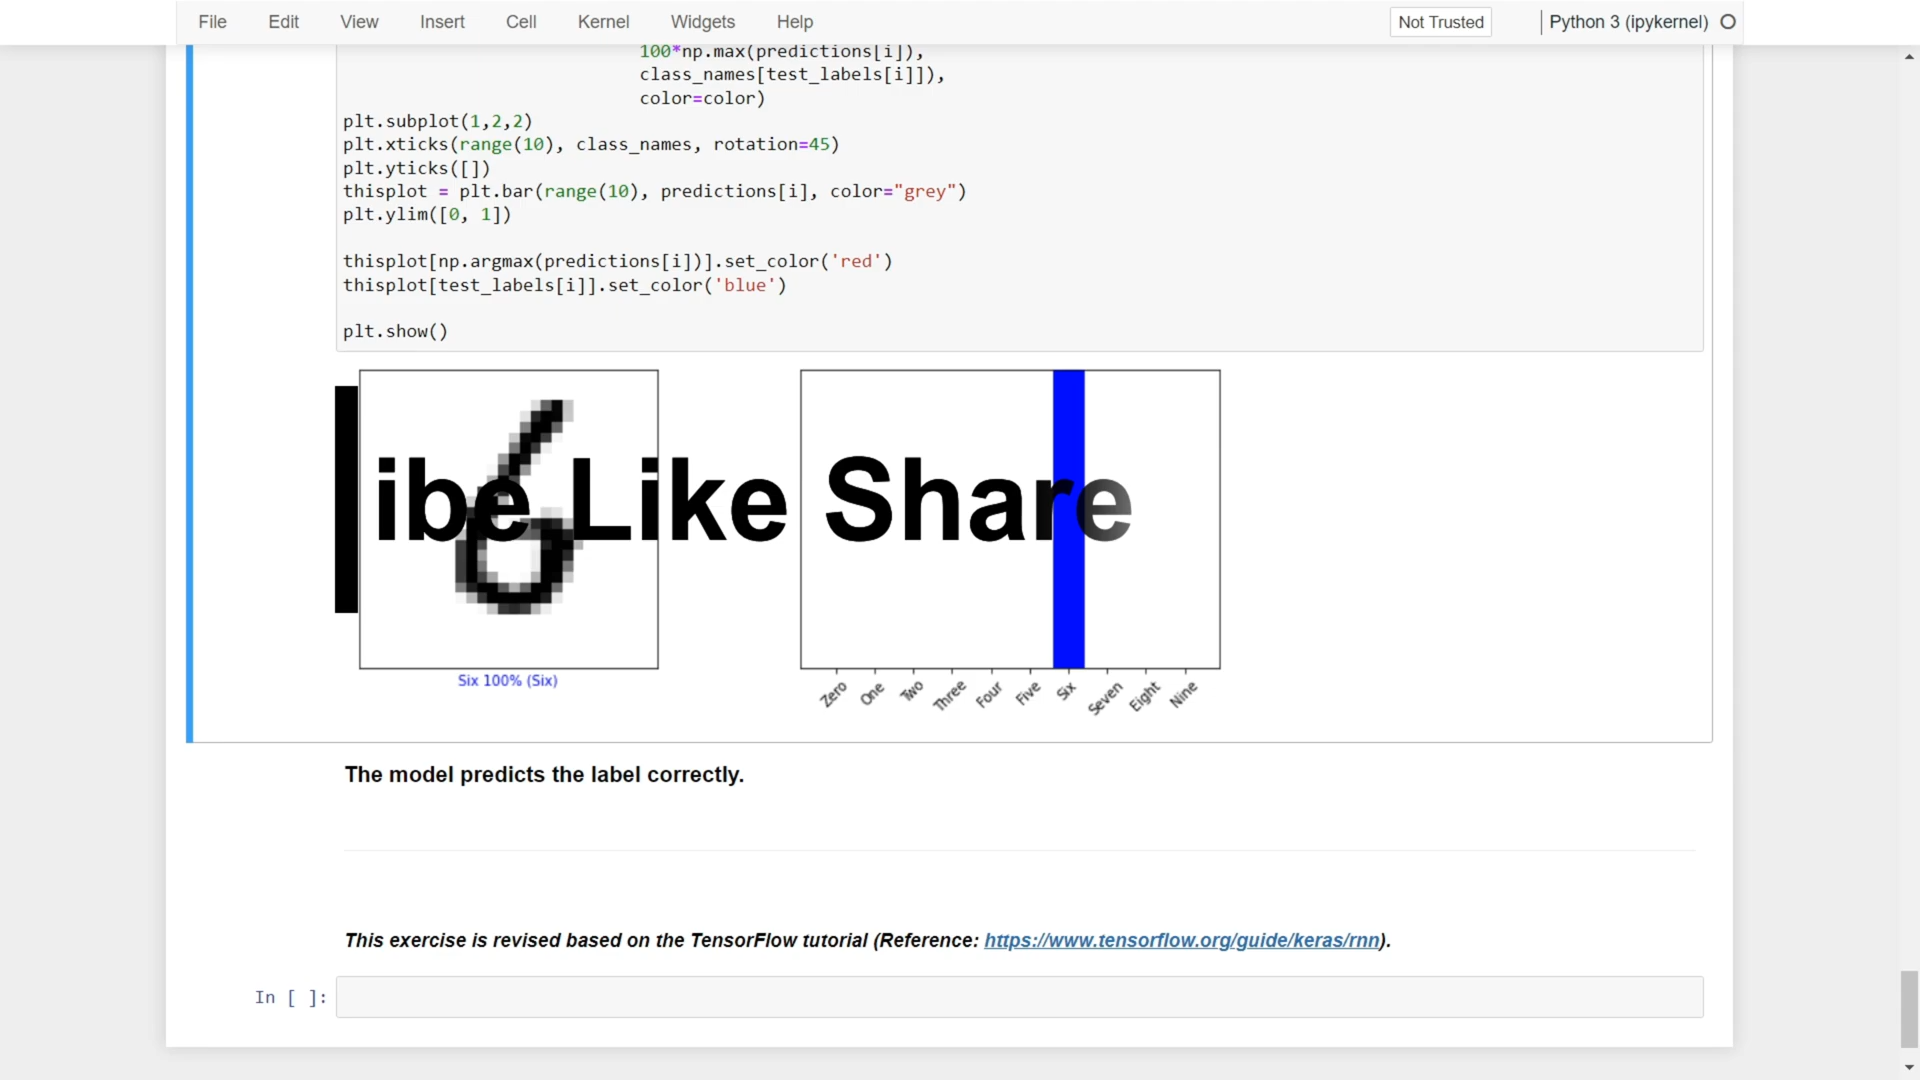 File Edit View Insert Cell Kernel Widgets Help Not Trusted Python 3 (ipykernel)
100*np.max(predictions[i]),
class_names[test_labels[i]]),
color=color)
plt.subplot(1,2,2)
plt.xticks(range(10), class_names, rotation=45)
plt.yticks([])
thisplot = plt.bar(range(10), predictions[i], color="grey")
plt.ylim([0, 1])
thisplot[np.argmax(predictions[i])].set_color('red')
thisplot[test_labels[i]].set_color('blue')
plt.show()
6
ibe Like Share
Six 100% (Six)
Zero One Two Three Four Five Six Seven Eight Nine
The model predicts the label correctly.
This exercise is revised based on the TensorFlow tutorial (Reference: https://www.tensorflow.org/guide/keras/rnn).
In [ ]: